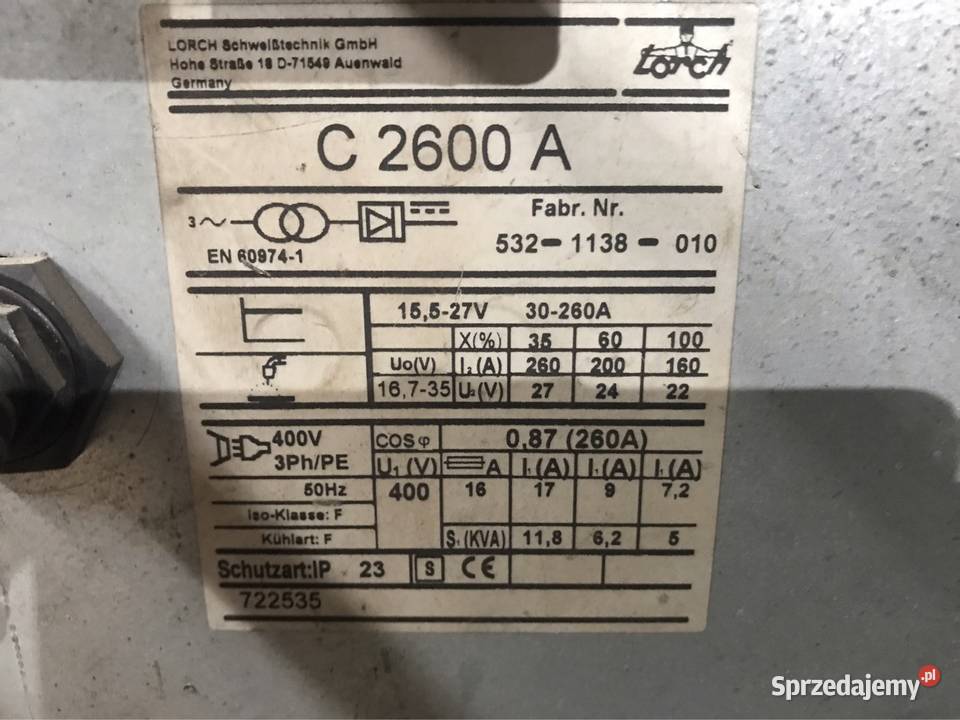 LORCH Schweißtechnik GmbH
Hohe Straße 18 D-71549 Auenwald
Germany
Lorch
C 2600 A
3~
Fabr. Nr.
EN 60974-1
532-1138-010
15,5-27V 30-260A
X(%) 35 60 100
Uo(V) I₂(A) 260 200 160
16,7-35 U₂(V) 27 24 22
400V
3Ph/PE
COS φ 0,87 (260A)
U₁ (V) A I₁(A) I₁(A) I₁(A)
50Hz 400 16 17 9 7,2
Iso-Klasse: F
Kühlart: F S₁(KVA) 11,8 6,2 5
Schutzart:IP 23 S CE
722535
Sprzedajemy.pl